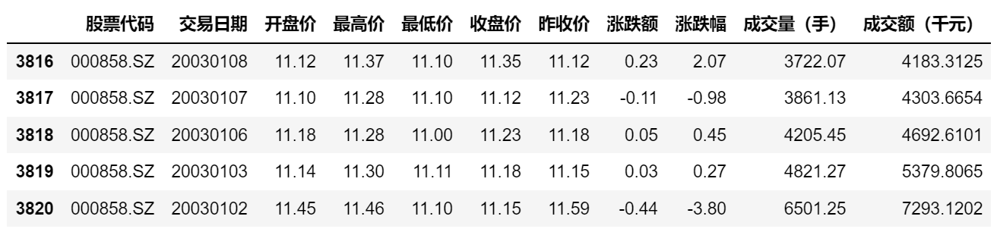 股票代码 交易日期 开盘价 最高价 最低价 收盘价 昨收价 涨跌额 涨跌幅 成交量（手） 成交额（千元）
3816 000858.SZ 20030108 11.12 11.37 11.10 11.35 11.12 0.23 2.07 3722.07 4183.3125
3817 000858.SZ 20030107 11.10 11.28 11.10 11.12 11.23 -0.11 -0.98 3861.13 4303.6654
3818 000858.SZ 20030106 11.18 11.28 11.00 11.23 11.18 0.05 0.45 4205.45 4692.6101
3819 000858.SZ 20030103 11.14 11.30 11.11 11.18 11.15 0.03 0.27 4821.27 5379.8065
3820 000858.SZ 20030102 11.45 11.46 11.10 11.15 11.59 -0.44 -3.80 6501.25 7293.1202